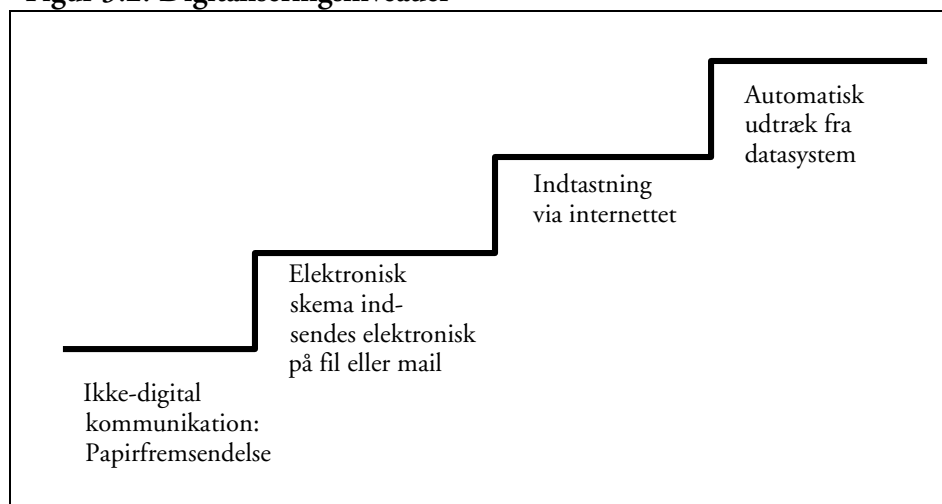 Automatisk
udtræk fra
datasystem
Indtastning
via internettet
Elektronisk
skema ind-
sendes elektronisk
på fil eller mail
Ikke-digital
kommunikation:
Papirfremsendelse